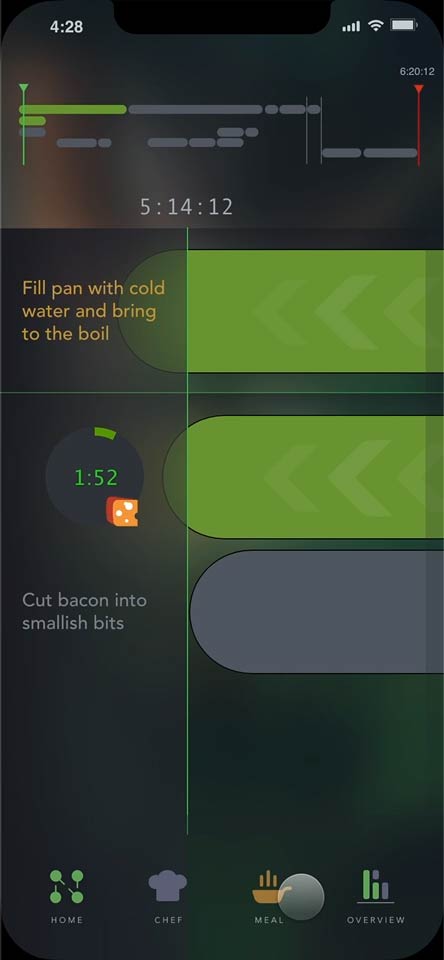 4:28
6:20:12
5:14:12
Fill pan with cold
water and bring
to the boil
1:52
Cut bacon into
smallish bits
HOME CHEF MEAL OVERVIEW